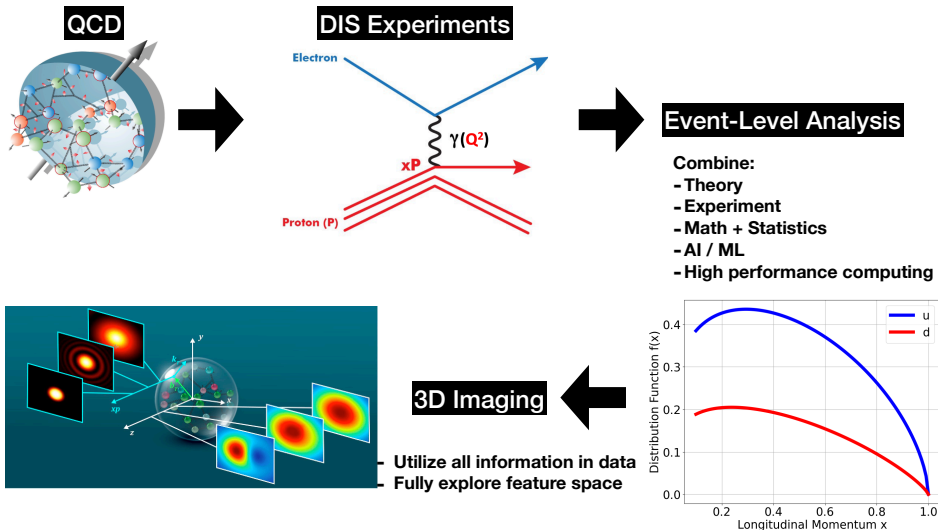 QCD
DIS Experiments
Electron
γ(Q²)
xP
Proton (P)
Event-Level Analysis
Combine:
- Theory
- Experiment
- Math + Statistics
- AI / ML
- High performance computing
k
y
x
xp
z
3D Imaging
- Utilize all information in data
- Fully explore feature space
u
d
Distribution Function f(x)
0.4
0.3
0.2
0.1
0.0
0.2 0.4 0.6 0.8 1.0
Longitudinal Momentum x